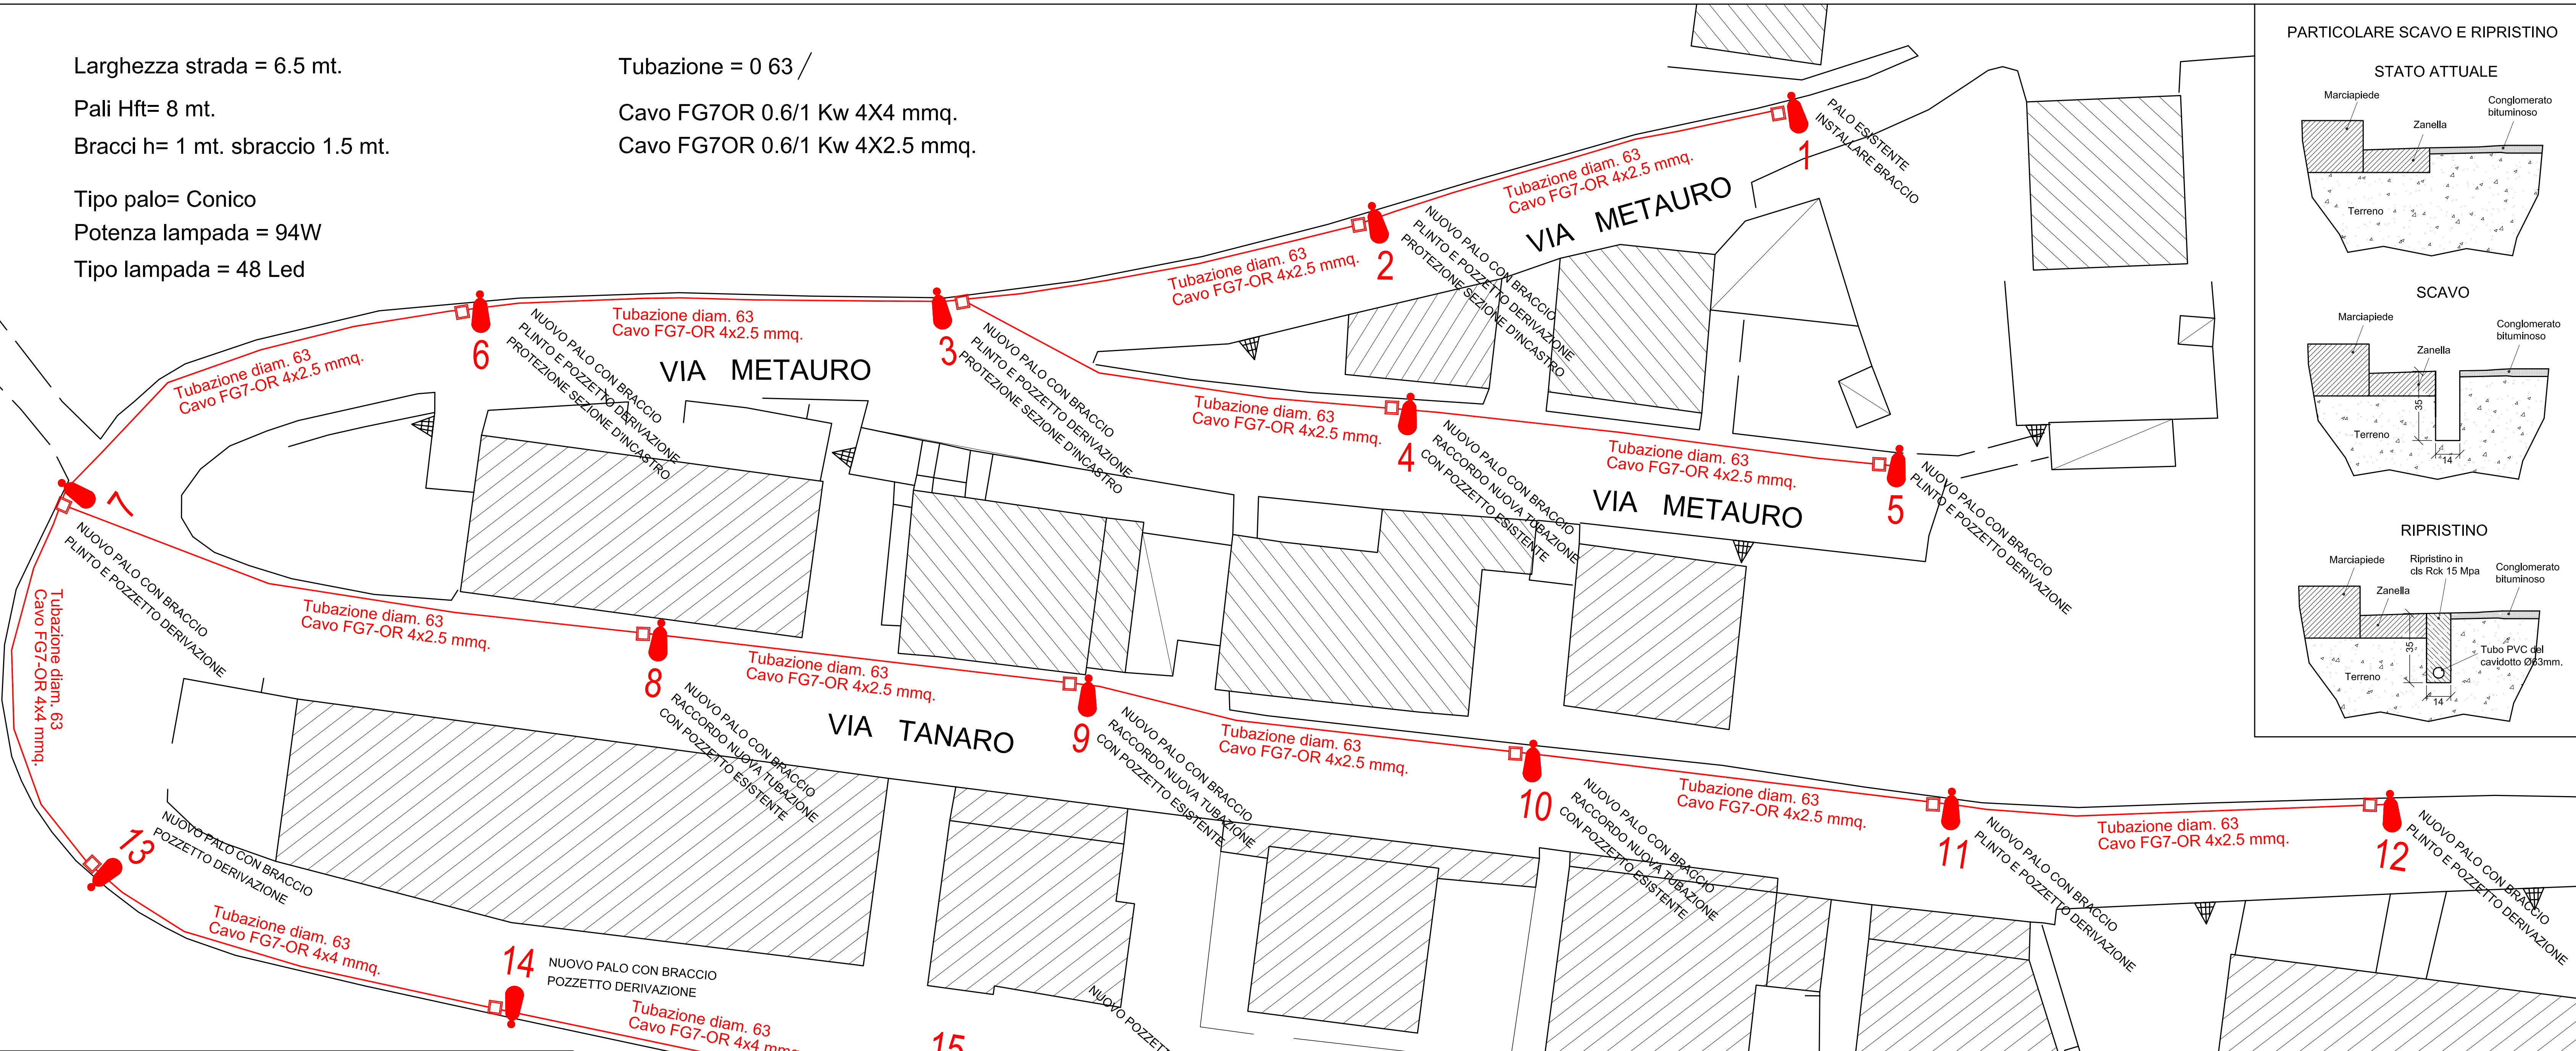 Larghezza strada = 6.5 mt.
Pali Hft= 8 mt.
Bracci h= 1 mt. sbraccio 1.5 mt.
Tipo palo= Conico
Potenza lampada = 94W
Tipo lampada = 48 Led
Tubazione = 0 63 /
Cavo FG7OR 0.6/1 Kw 4X4 mmq.
Cavo FG7OR 0.6/1 Kw 4X2.5 mmq.
1
PALO ESISTENTE
INSTALLARE BRACCIO
Tubazione diam. 63
Cavo FG7-OR 4x2.5 mmq.
VIA METAURO
2
NUOVO PALO CON BRACCIO
PLINTO E POZZETTO DERIVAZIONE
PROTEZIONE SEZIONE D'INCASTRO
Tubazione diam. 63
Cavo FG7-OR 4x2.5 mmq.
3
NUOVO PALO CON BRACCIO
PLINTO E POZZETTO DERIVAZIONE
PROTEZIONE SEZIONE D'INCASTRO
Tubazione diam. 63
Cavo FG7-OR 4x2.5 mmq.
VIA METAURO
6
NUOVO PALO CON BRACCIO
PLINTO E POZZETTO DERIVAZIONE
PROTEZIONE SEZIONE D'INCASTRO
Tubazione diam. 63
Cavo FG7-OR 4x2.5 mmq.
Tubazione diam. 63
Cavo FG7-OR 4x2.5 mmq.
4
NUOVO PALO CON BRACCIO
RACCORDO NUOVA TUBAZIONE
CON POZZETTO ESISTENTE
Tubazione diam. 63
Cavo FG7-OR 4x2.5 mmq.
VIA METAURO
5
NUOVO PALO CON BRACCIO
PLINTO E POZZETTO DERIVAZIONE
7
NUOVO PALO CON BRACCIO
PLINTO E POZZETTO DERIVAZIONE
Tubazione diam. 63
Cavo FG7-OR 4x4 mmq.
Tubazione diam. 63
Cavo FG7-OR 4x2.5 mmq.
8
NUOVO PALO CON BRACCIO
RACCORDO NUOVA TUBAZIONE
CON POZZETTO ESISTENTE
Tubazione diam. 63
Cavo FG7-OR 4x2.5 mmq.
VIA TANARO
9
NUOVO PALO CON BRACCIO
RACCORDO NUOVA TUBAZIONE
CON POZZETTO ESISTENTE
Tubazione diam. 63
Cavo FG7-OR 4x2.5 mmq.
10
NUOVO PALO CON BRACCIO
RACCORDO NUOVA TUBAZIONE
CON POZZETTO ESISTENTE
Tubazione diam. 63
Cavo FG7-OR 4x2.5 mmq.
11
NUOVO PALO CON BRACCIO
PLINTO E POZZETTO DERIVAZIONE
Tubazione diam. 63
Cavo FG7-OR 4x2.5 mmq.
12
NUOVO PALO CON BRACCIO
PLINTO E POZZETTO DERIVAZIONE
13
NUOVO PALO CON BRACCIO
POZZETTO DERIVAZIONE
Tubazione diam. 63
Cavo FG7-OR 4x4 mmq.
14
NUOVO PALO CON BRACCIO
POZZETTO DERIVAZIONE
Tubazione diam. 63
Cavo FG7-OR 4x4 mmq.
15
NUOVO POZZETTO
PARTICOLARE SCAVO E RIPRISTINO
STATO ATTUALE
Marciapiede
Zanella
Conglomerato
bituminoso
Terreno
SCAVO
Marciapiede
Zanella
Conglomerato
bituminoso
35
Terreno
14
RIPRISTINO
Marciapiede
Ripristino in
cls Rck 15 Mpa
Zanella
Conglomerato
bituminoso
35
Tubo PVC del
cavidotto Ø63mm.
Terreno
14